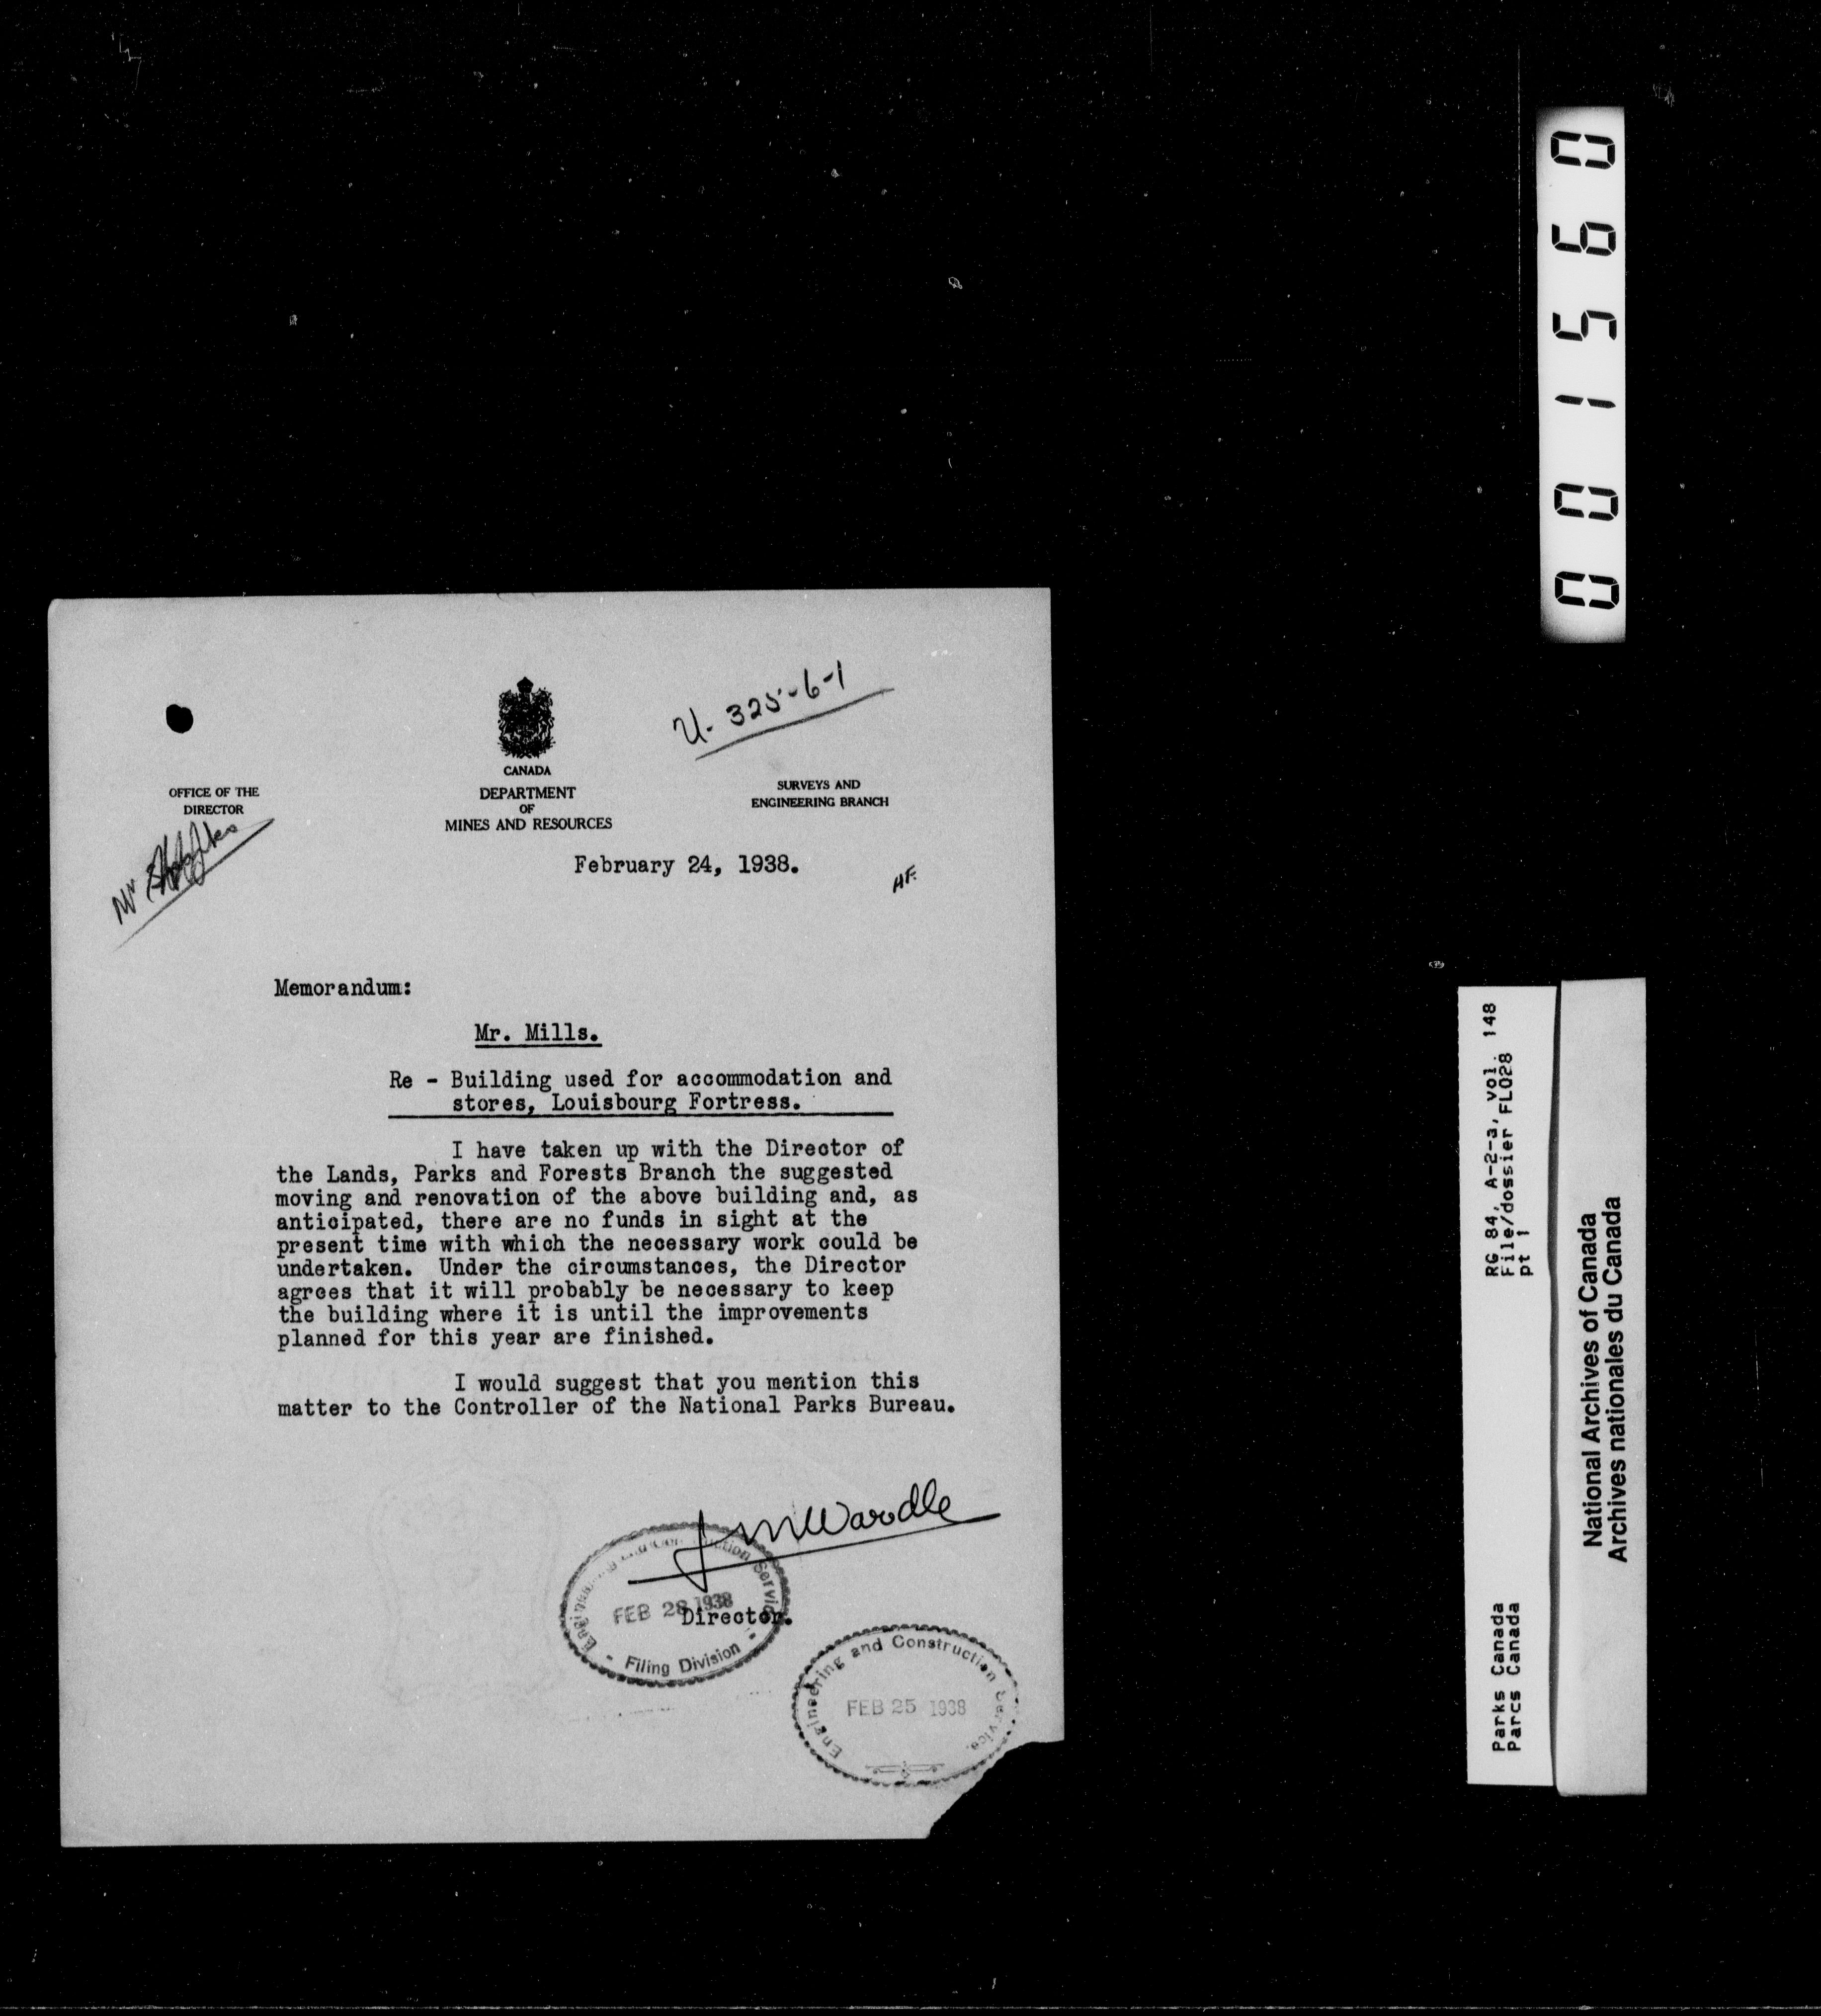 U-325-6-1
CANADA
OFFICE OF THE
DIRECTOR
DEPARTMENT
OF
MINES AND RESOURCES
SURVEYS AND
ENGINEERING BRANCH
Mr
February 24, 1938.
AF.
Memorandum:
Mr. Mills.
Re - Building used for accommodation and
stores, Louisbourg Fortress.
I have taken up with the Director of
the Lands, Parks and Forests Branch the suggested
moving and renovation of the above building and, as
anticipated, there are no funds in sight at the
present time with which the necessary work could be
undertaken. Under the circumstances, the Director
agrees that it will probably be necessary to keep
the building where it is until the improvements
planned for this year are finished.
I would suggest that you mention this
matter to the Controller of the National Parks Bureau.
JMWardle
Director.
Engineering and Construction Service
FEB 28 1938
- Filing Division -
Engineering and Construction Service.
FEB 25 1938
001560
RG 84, A-2-a, vol. 148
File/dossier FLO28
pt 1
Parks Canada
Parcs Canada
National Archives of Canada
Archives nationales du Canada